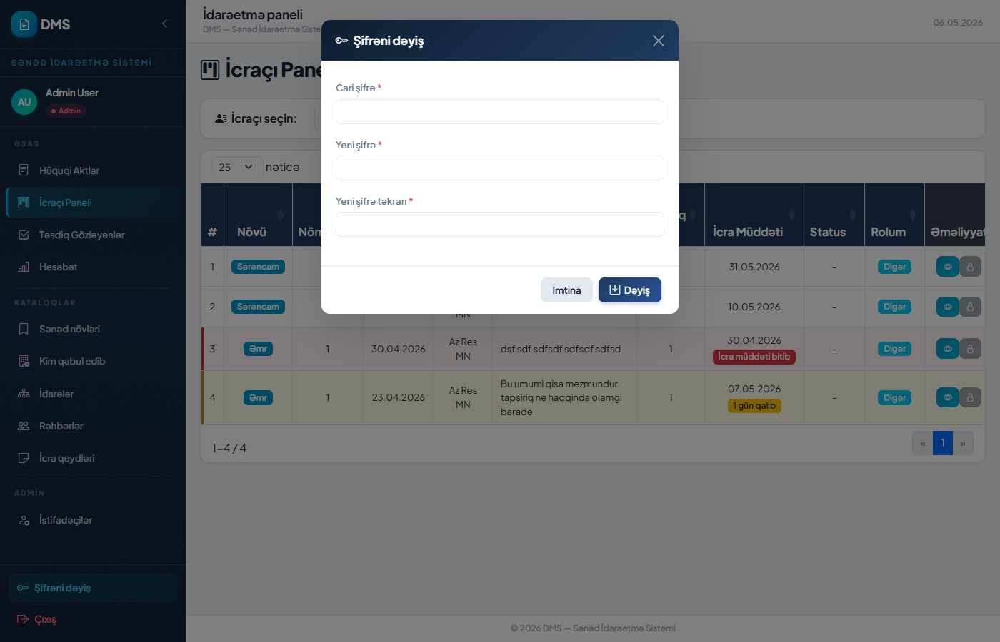 DMS
SƏNƏD İDARƏETMƏ SİSTEMİ
AU
Admin User
Admin
ƏSAS
Hüquqi Aktlar
İcraçı Paneli
Təsdiq Gözləyənlər
Hesabat
KATALOQLAR
Sənəd növləri
Kim qəbul edib
İdarələr
Rəhbərlər
İcra qeydləri
ADMİN
İstifadəçilər
Şifrəni dəyiş
Çıxış
İdarəetmə paneli
DMS — Sənəd İdarəetmə Siste
06.05.2026
İcraçı Pane
İcraçı seçin:
25 nəticə
# Növü Nöm q İcra Müddəti Status Rolum Əməliyyat
1 Sərəncam 31.05.2026 - Digər
2 Sərəncam MN 10.05.2026 - Digər
3 Əmr 1 30.04.2026 Az Res MN dsf sdf sdfsdf sdfsdf sdfsd 1 30.04.2026 İcra müddəti bitib - Digər
4 Əmr 1 23.04.2026 Az Res MN Bu umumi qisa mezmundur tapsiriq ne haqqinda olamgi barade 1 07.05.2026 1 gün qalıb - Digər
1–4 / 4
« 1 »
© 2026 DMS — Sənəd İdarəetmə Sistemi
Şifrəni dəyiş
Cari şifrə *
Yeni şifrə *
Yeni şifrə təkrarı *
İmtina
Dəyiş